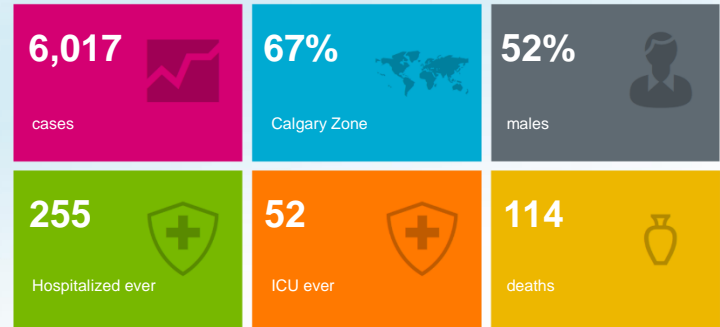 6,017
cases
67%
Calgary Zone
52%
males
255
Hospitalized ever
52
ICU ever
114
deaths